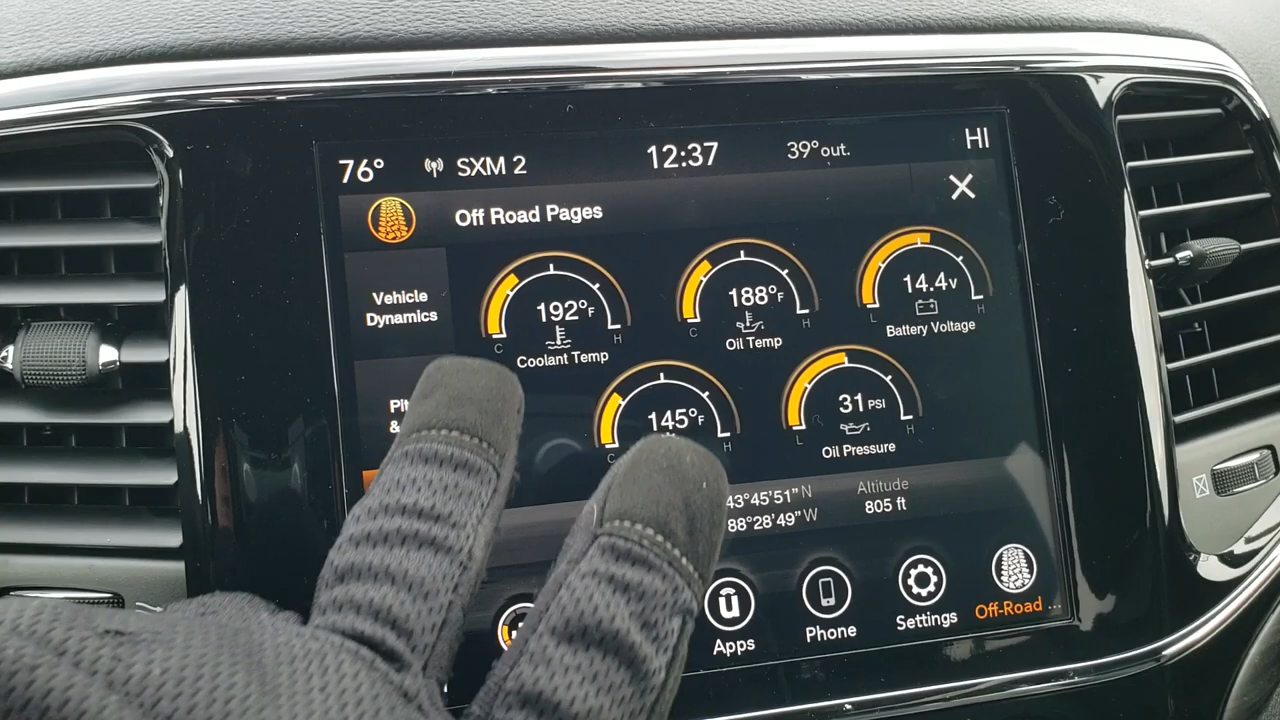 76° SXM 2 12:37 39° out. HI
Off Road Pages
Vehicle
Dynamics
192°F
C H
Coolant Temp
188°F
C H
Oil Temp
14.4V
L H
Battery Voltage
145°F
C H
31 PSI
L H
Oil Pressure
43°45'51" N
88°28'49" W
Altitude
805 ft
Apps
Phone
Settings
Off-Road ...